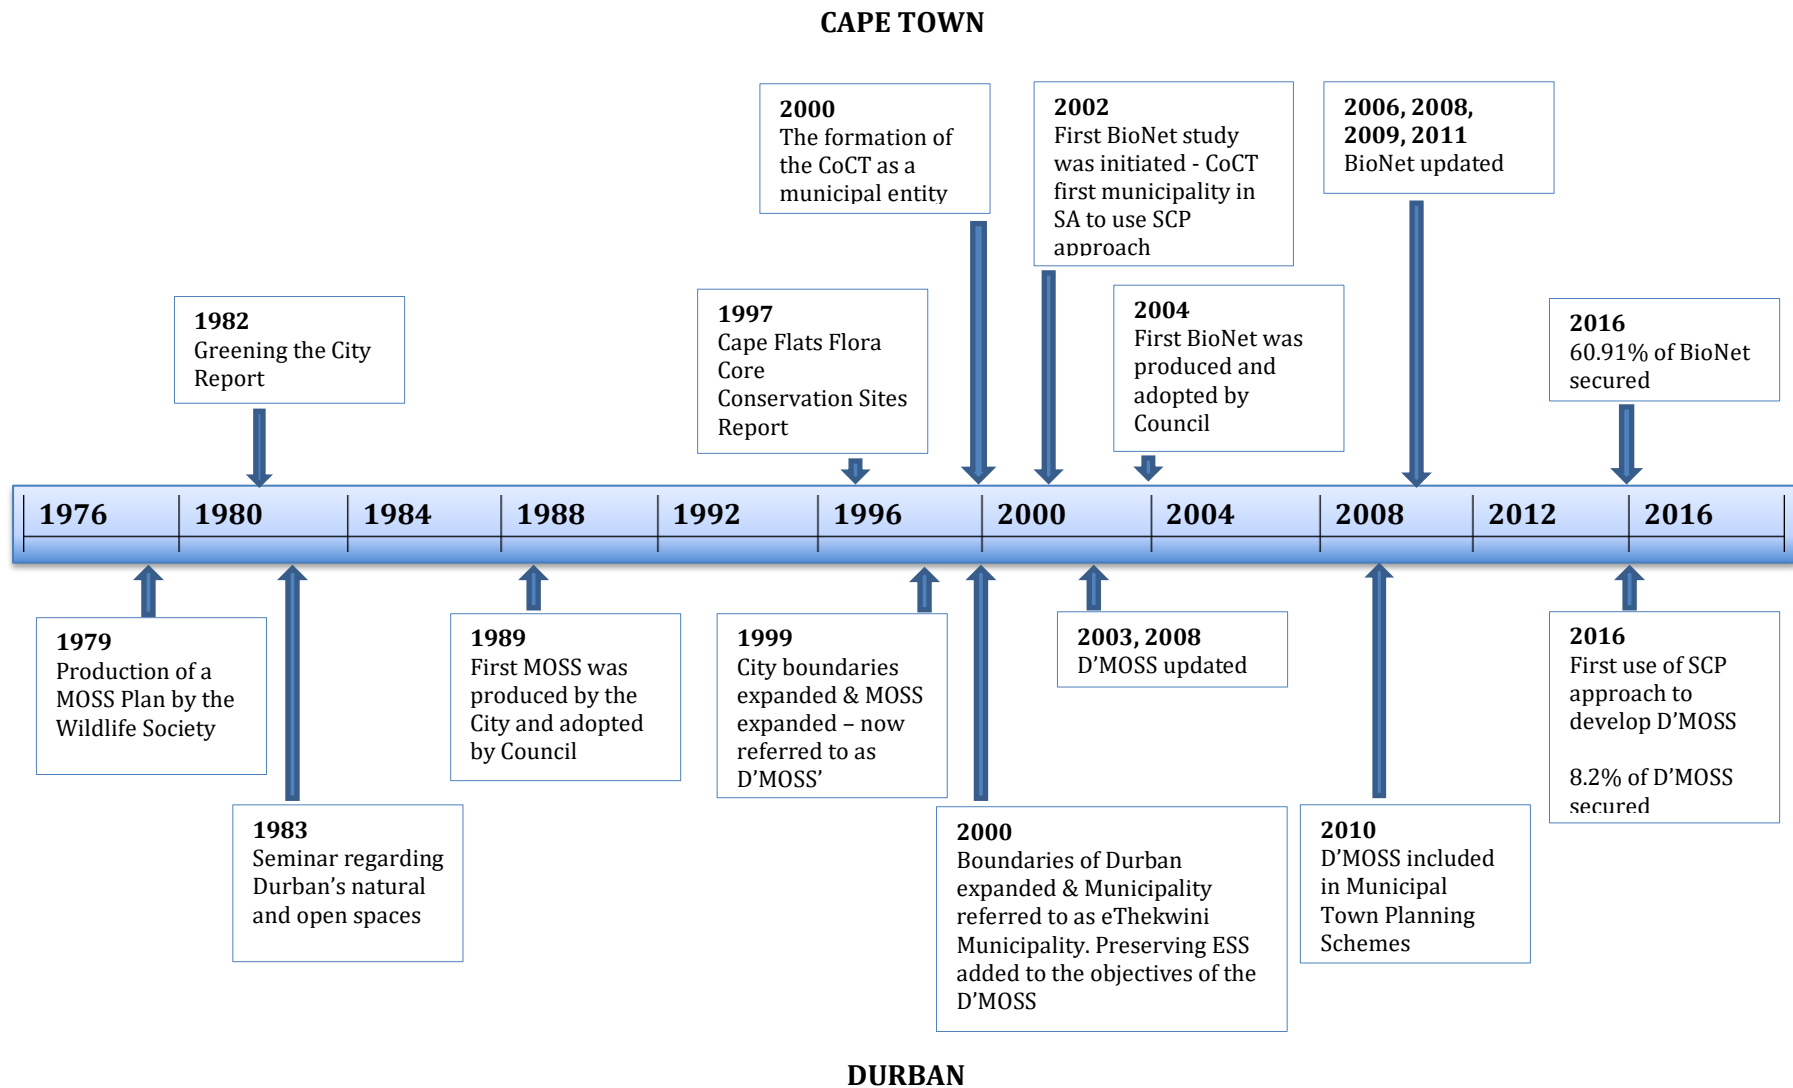 CAPE TOWN
2000
The formation of
the CoCT as a
municipal entity
2002
First BioNet study
was initiated - CoCT
first municipality in
SA to use SCP
approach
2006, 2008,
2009, 2011
BioNet updated
1982
Greening the City
Report
1997
Cape Flats Flora
Core
Conservation Sites
Report
2004
First BioNet was
produced and
adopted by
Council
2016
60.91% of BioNet
secured
1976 1980 1984 1988 1992 1996 2000 2004 2008 2012 2016
1979
Production of a
MOSS Plan by the
Wildlife Society
1989
First MOSS was
produced by the
City and adopted
by Council
1999
City boundaries
expanded & MOSS
expanded – now
referred to as
D’MOSS’
2003, 2008
D’MOSS updated
2016
First use of SCP
approach to
develop D’MOSS
8.2% of D’MOSS
secured
1983
Seminar regarding
Durban’s natural
and open spaces
2000
Boundaries of Durban
expanded & Municipality
referred to as eThekwini
Municipality. Preserving ESS
added to the objectives of the
D’MOSS
2010
D’MOSS included
in Municipal
Town Planning
Schemes
DURBAN